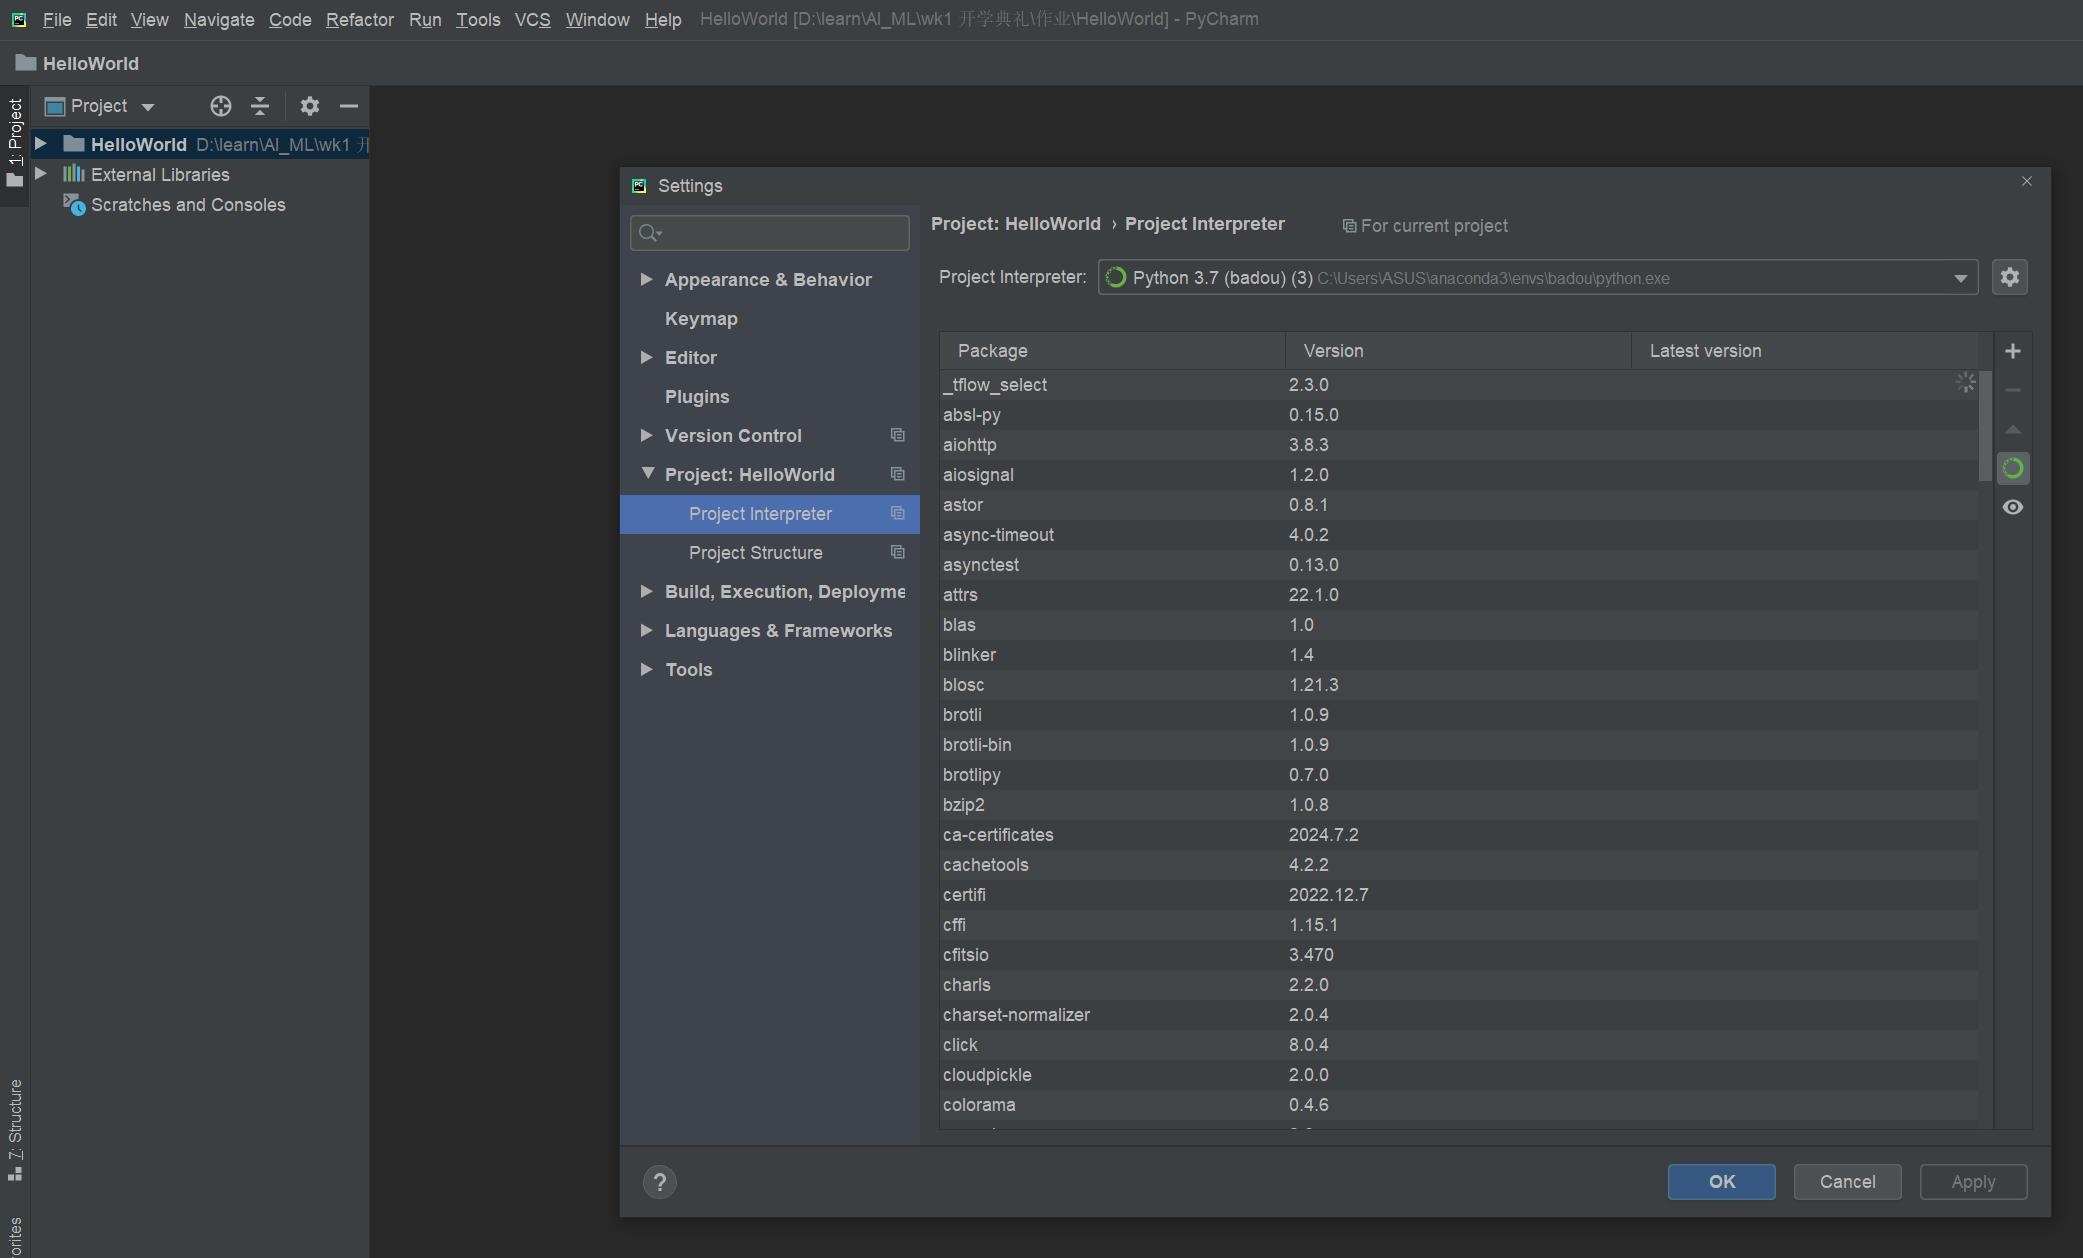 File Edit View Navigate Code Refactor Run Tools VCS Window Help HelloWorld [D:\learn\AI_ML\wk1 开学典礼\作业\HelloWorld] - PyCharm
HelloWorld
1: Project
Project
HelloWorld D:\learn\AI_ML\wk1 开
External Libraries
Scratches and Consoles
7: Structure
Settings
Appearance & Behavior
Keymap
Editor
Plugins
Version Control
Project: HelloWorld
Project Interpreter
Project Structure
Build, Execution, Deployme
Languages & Frameworks
Tools
Project: HelloWorld › Project Interpreter For current project
Project Interpreter: Python 3.7 (badou) (3) C:\Users\ASUS\anaconda3\envs\badou\python.exe
Package Version Latest version
_tflow_select 2.3.0
absl-py 0.15.0
aiohttp 3.8.3
aiosignal 1.2.0
astor 0.8.1
async-timeout 4.0.2
asynctest 0.13.0
attrs 22.1.0
blas 1.0
blinker 1.4
blosc 1.21.3
brotli 1.0.9
brotli-bin 1.0.9
brotlipy 0.7.0
bzip2 1.0.8
ca-certificates 2024.7.2
cachetools 4.2.2
certifi 2022.12.7
cffi 1.15.1
cfitsio 3.470
charls 2.2.0
charset-normalizer 2.0.4
click 8.0.4
cloudpickle 2.0.0
colorama 0.4.6
? OK Cancel Apply